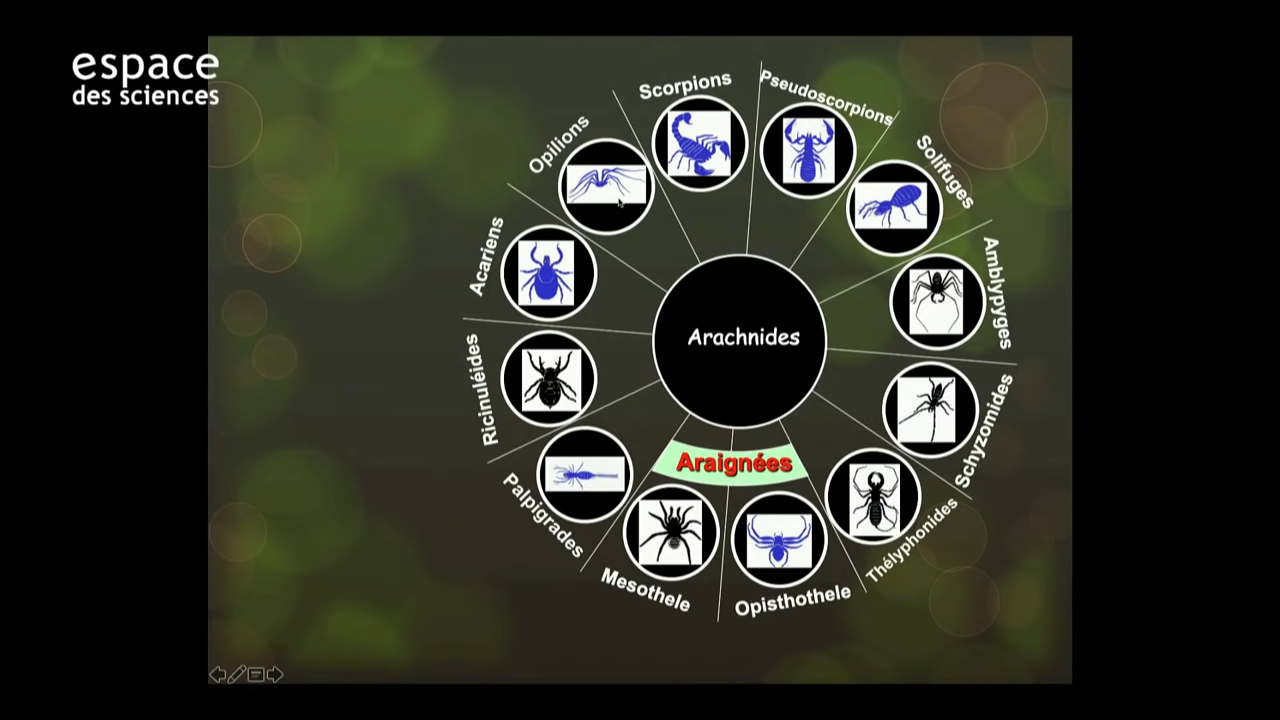 espace
des sciences
Scorpions
Pseudoscorpions
Solifuges
Amblypyges
Schyzomides
Thélyphonides
Opisthothele
Mesothele
Palpigrades
Ricinuléides
Acariens
Opilions
Arachnides
Araignées